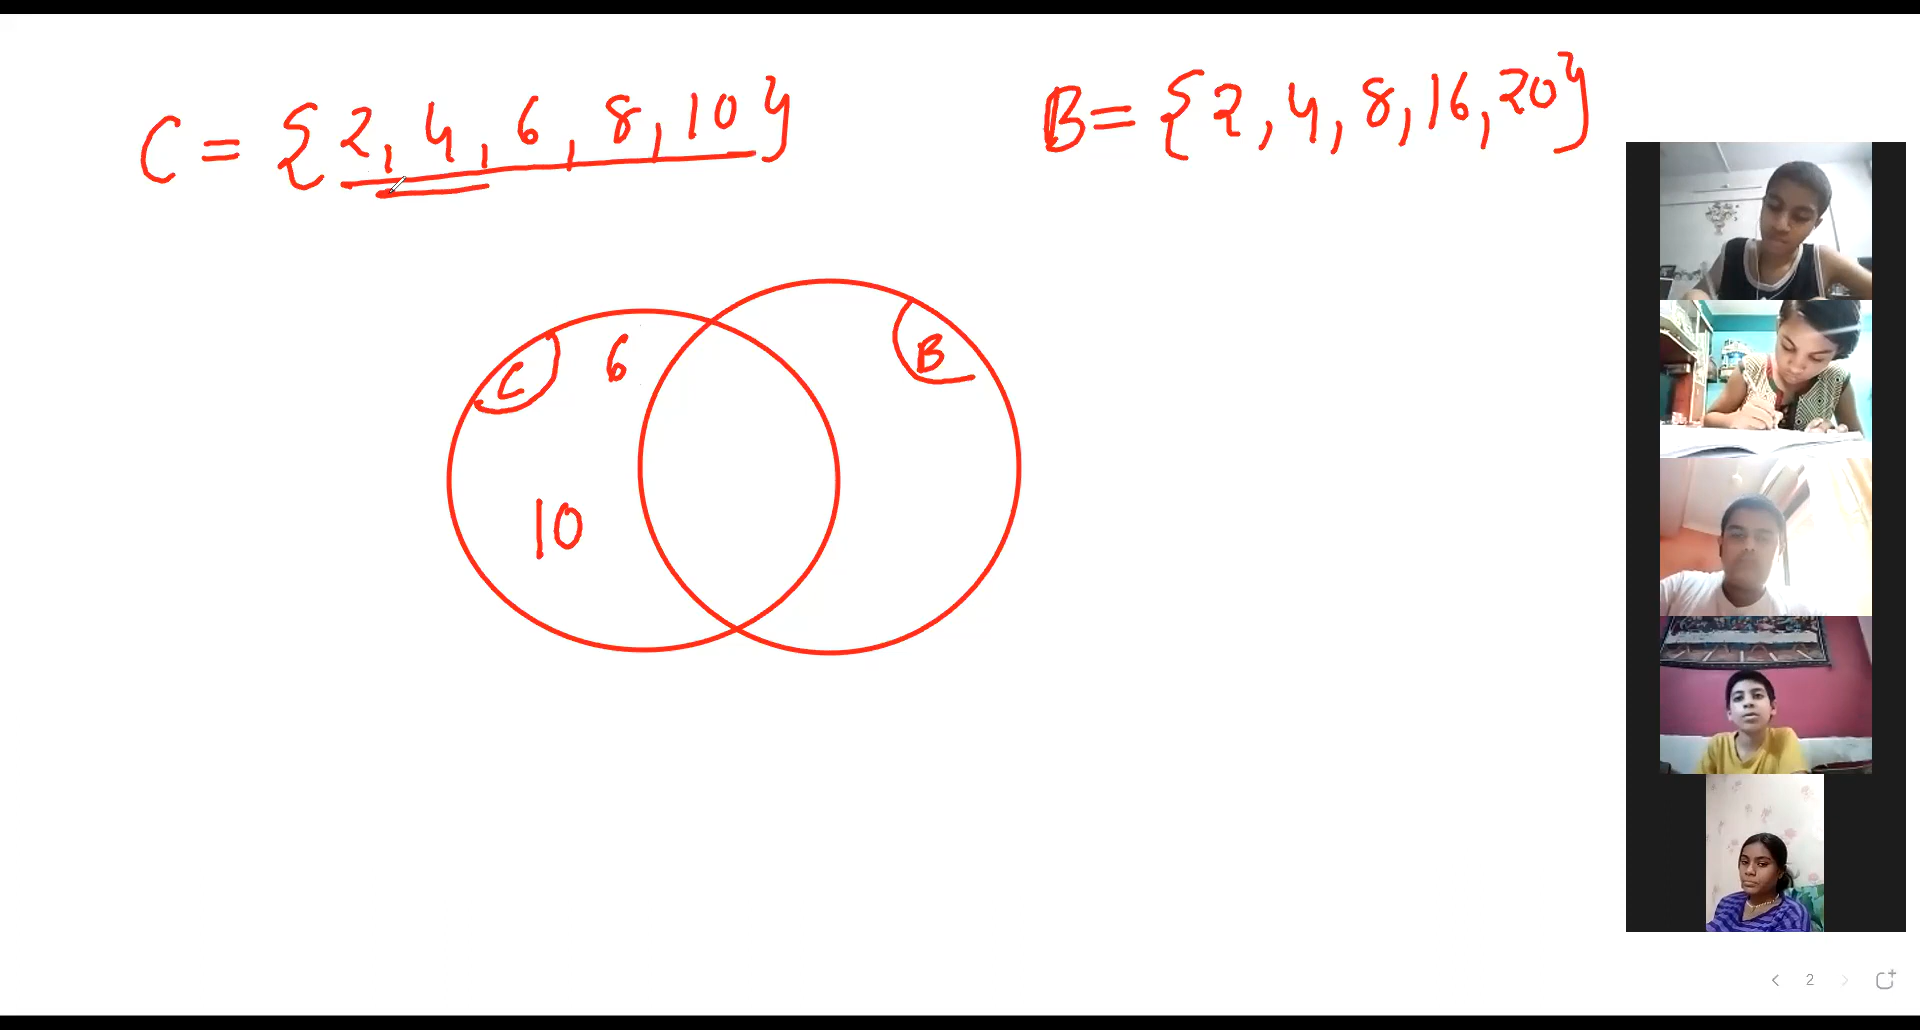 C = {2, 4, 6, 8, 10}
B = {2, 4, 8, 16, 20}
C
6
B
10
2